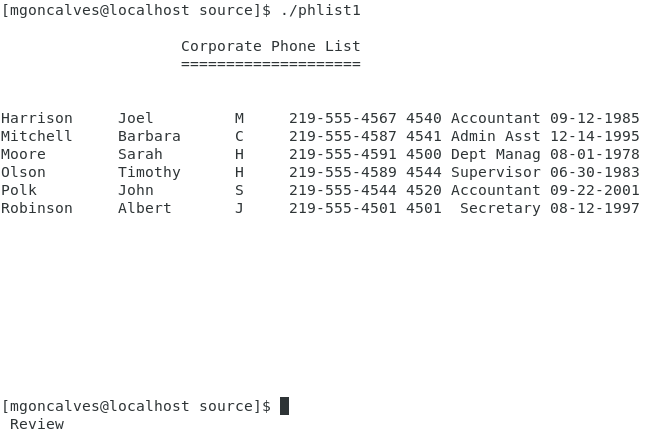 [mgoncalves@localhost source]$ ./phlist1
Corporate Phone List
====================
Harrison     Joel         M     219-555-4567 4540 Accountant 09-12-1985
Mitchell     Barbara      C     219-555-4587 4541 Admin Asst 12-14-1995
Moore        Sarah        H     219-555-4591 4500 Dept Manag 08-01-1978
Olson        Timothy      H     219-555-4589 4544 Supervisor 06-30-1983
Polk         John         S     219-555-4544 4520 Accountant 09-22-2001
Robinson     Albert       J     219-555-4501 4501  Secretary 08-12-1997
[mgoncalves@localhost source]$
Review